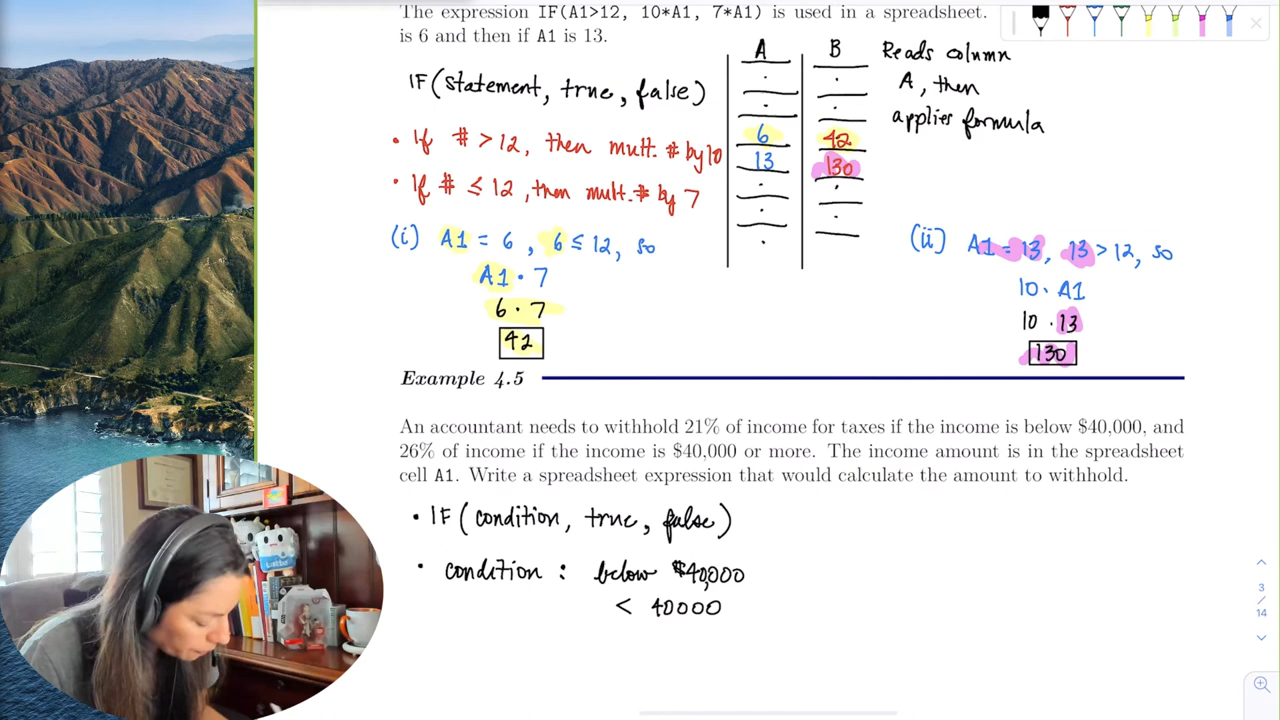 The expression IF(A1>12, 10*A1, 7*A1) is used in a spreadsheet.
is 6 and then if A1 is 13.
IF(statement, true, false)
• If # > 12, then mult. # by 10
• If # ≤ 12, then mult. # by 7
A B
6 42
13 130
Reads column
A, then
applies formula
(i) A1 = 6, 6 ≤ 12, so
A1 · 7
6 · 7
42
(ii) A1 = 13, 13 > 12, so
10 · A1
10 · 13
130
Example 4.5
An accountant needs to withhold 21% of income for taxes if the income is below $40,000, and
26% of income if the income is $40,000 or more. The income amount is in the spreadsheet
cell A1. Write a spreadsheet expression that would calculate the amount to withhold.
• IF(condition, true, false)
• condition : below $40,000
< 40000
3
/
14